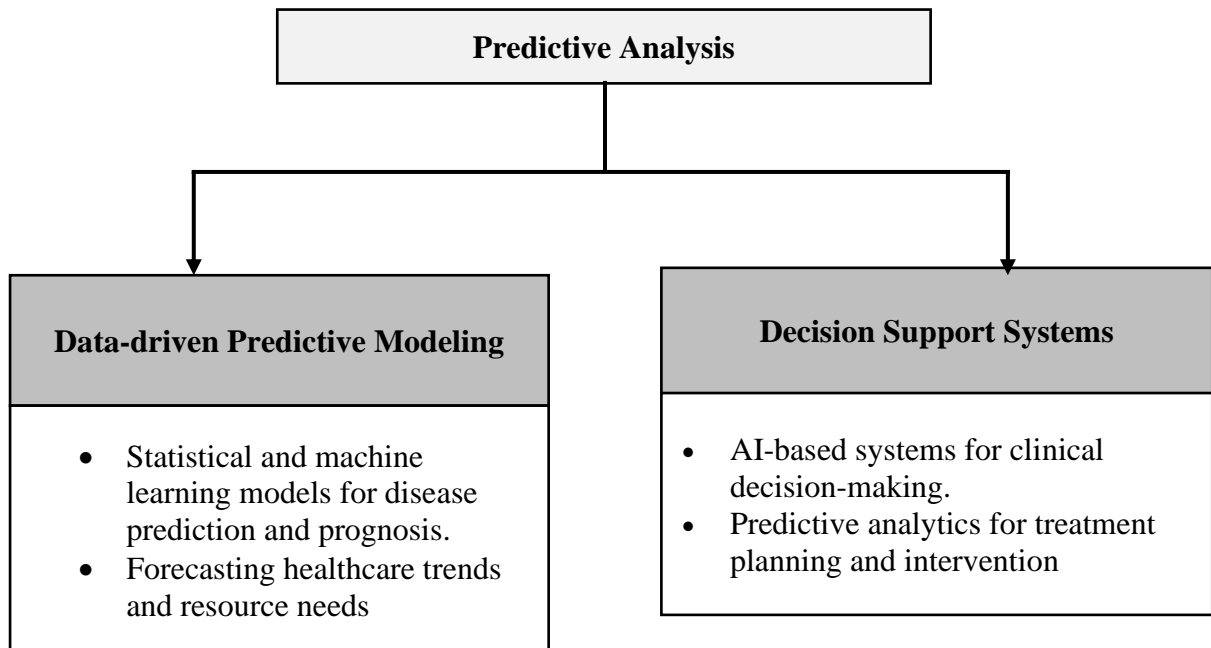 Predictive Analysis
Data-driven Predictive Modeling
• Statistical and machine
learning models for disease
prediction and prognosis.
• Forecasting healthcare trends
and resource needs
Decision Support Systems
• AI-based systems for clinical
decision-making.
• Predictive analytics for treatment
planning and intervention